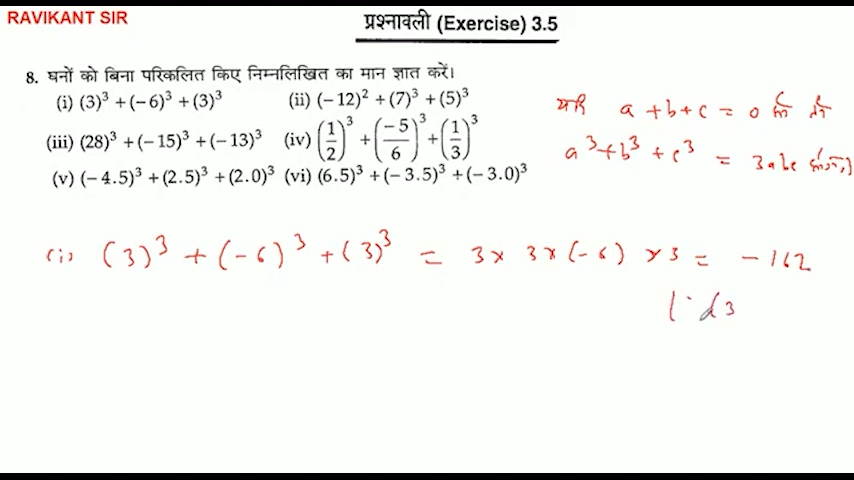 RAVIKANT SIR
प्रश्नावली (Exercise) 3.5
8. घनों को बिना परिकलित किए निम्नलिखित का मान ज्ञात करें।
(i) (3)³ + (−6)³ + (3)³ (ii) (−12)² + (7)³ + (5)³
(iii) (28)³ + (−15)³ + (−13)³ (iv) (1/2)³ + (−5/6)³ + (1/3)³
(v) (−4.5)³ + (2.5)³ + (2.0)³ (vi) (6.5)³ + (−3.5)³ + (−3.0)³
यदि a + b + c = 0 हो तो
a³ + b³ + c³ = 3abc
(i) (3)³ + (−6)³ + (3)³ = 3 × 3 × (−6) × 3 = −162
(∵ (3